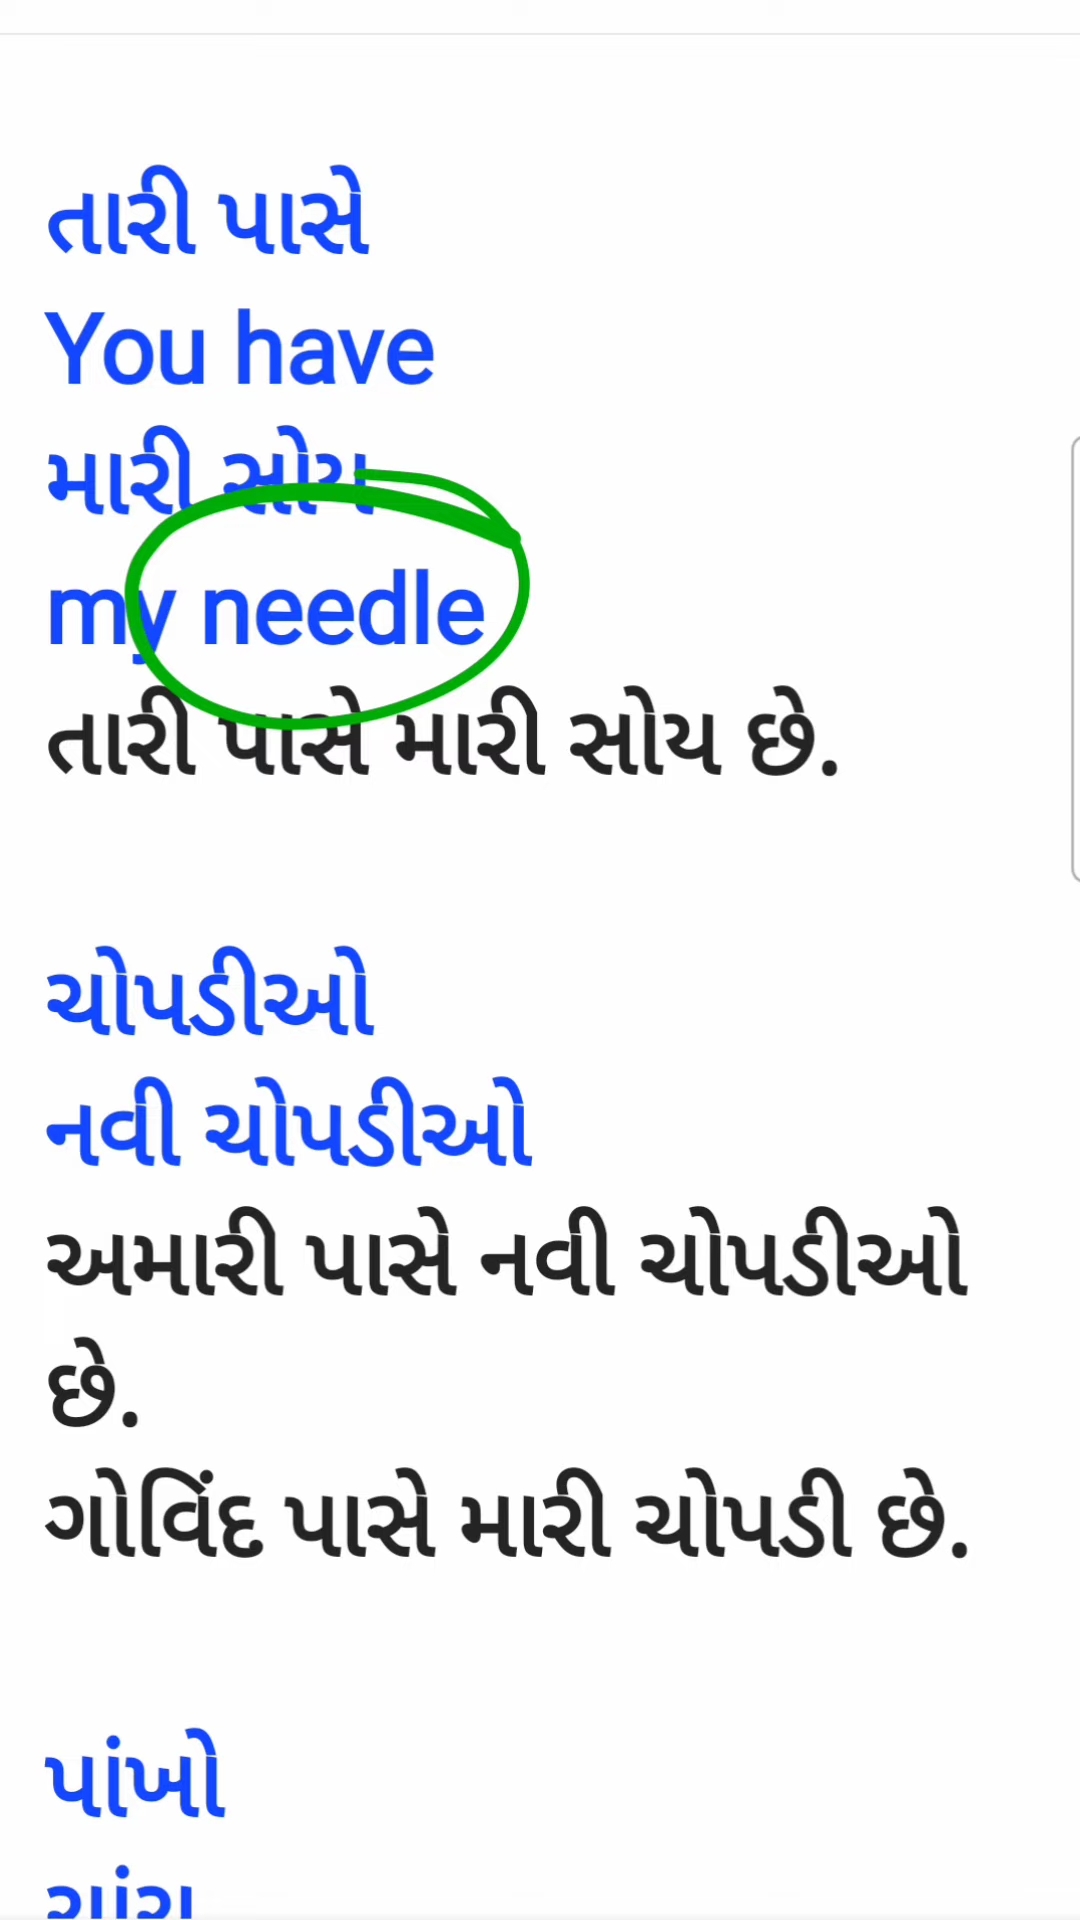 તારી પાસે
You have
મારી સોય
my needle
તારી પાસે મારી સોય છે.
ચોપડીઓ
નવી ચોપડીઓ
અમારી પાસે નવી ચોપડીઓ
છે.
ગોવિંદ પાસે મારી ચોપડી છે.
પાંખો